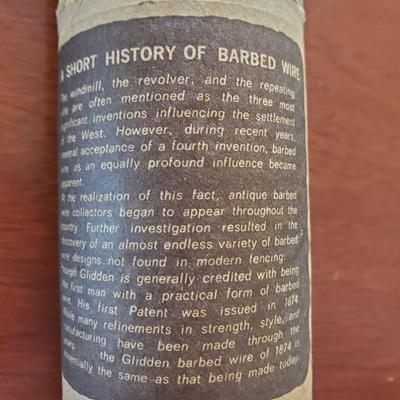 A SHORT HISTORY OF BARBED WIRE
The windmill, the revolver, and the repeating
rifle are often mentioned as the three most
significant inventions influencing the settlement
of the West. However, during recent years,
general acceptance of a fourth invention, barbed
wire, as an equally profound influence became
apparent.
At the realization of this fact, antique barbed
wire collectors began to appear throughout the
country. Further investigation resulted in the
discovery of an almost endless variety of barbed
wire designs not found in modern fencing.
Joseph Glidden is generally credited with being
the first man with a practical form of barbed
wire. His first Patent was issued in 1874
While many refinements in strength, style, and
manufacturing have been made through the
years the Glidden barbed wire of 1874 is
essentially the same as that being made today.